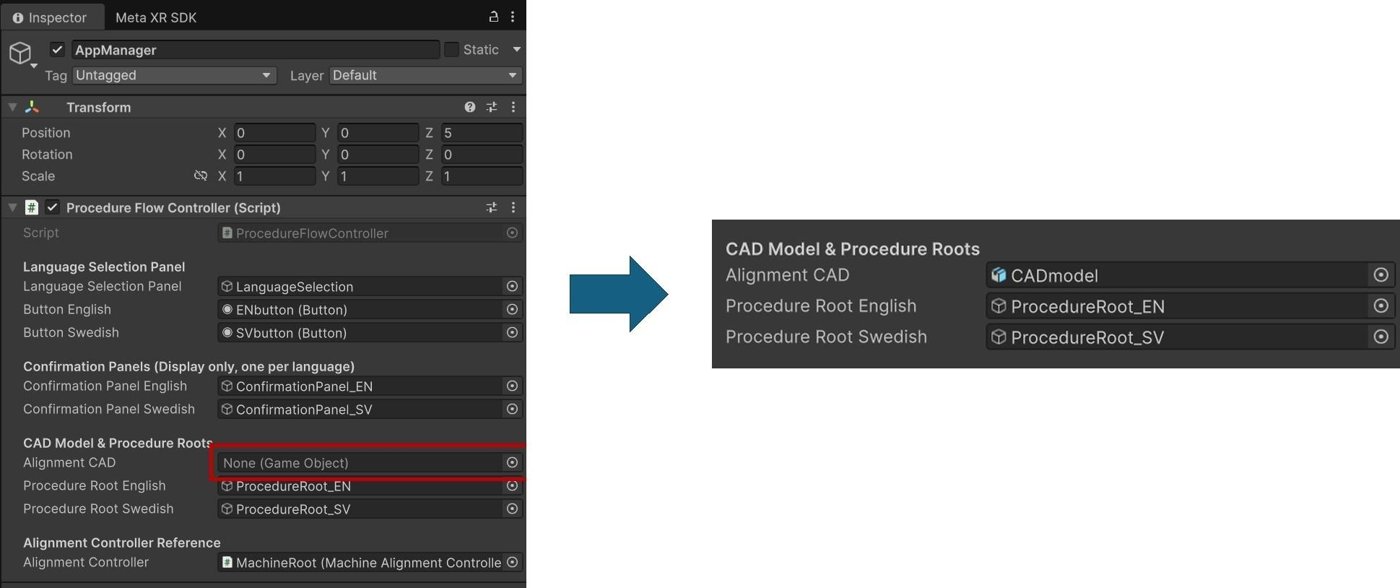 Inspector Meta XR SDK
AppManager Static
Tag Untagged Layer Default
Transform
Position X 0 Y 0 Z 5
Rotation X 0 Y 0 Z 0
Scale X 1 Y 1 Z 1
# Procedure Flow Controller (Script)
Script # ProcedureFlowController
Language Selection Panel
Language Selection Panel LanguageSelection
Button English ENbutton (Button)
Button Swedish SVbutton (Button)
Confirmation Panels (Display only, one per language)
Confirmation Panel English ConfirmationPanel_EN
Confirmation Panel Swedish ConfirmationPanel_SV
CAD Model & Procedure Roots
Alignment CAD None (Game Object)
Procedure Root English ProcedureRoot_EN
Procedure Root Swedish ProcedureRoot_SV
Alignment Controller Reference
Alignment Controller # MachineRoot (Machine Alignment Controlle
CAD Model & Procedure Roots
Alignment CAD CADmodel
Procedure Root English ProcedureRoot_EN
Procedure Root Swedish ProcedureRoot_SV